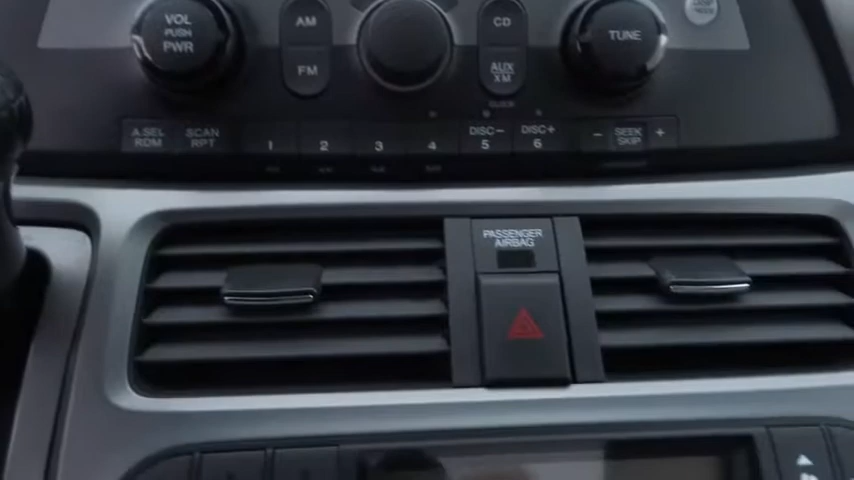 VOL
PUSH
PWR
AM
FM
CD
AUX
XM
TUNE
A.SEL
RDM
SCAN
RPT
1
2
3
4
DISC−
5
DISC+
6
−
SEEK
SKIP
+
PASSENGER
AIRBAG